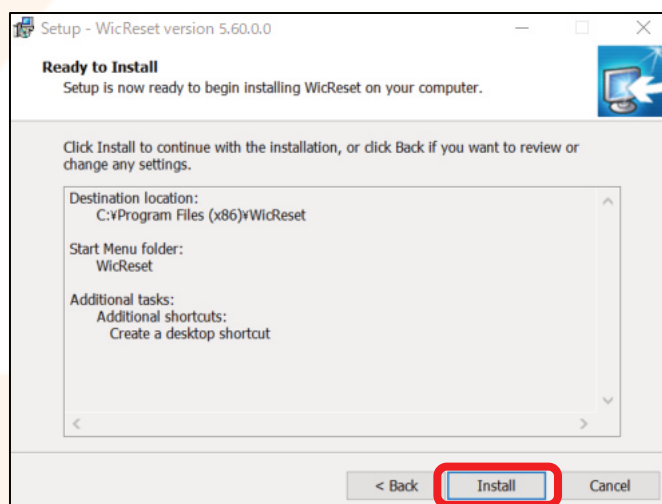 Setup - WicReset version 5.60.0.0
Ready to Install
Setup is now ready to begin installing WicReset on your computer.
Click Install to continue with the installation, or click Back if you want to review or
change any settings.
Destination location:
C:¥Program Files (x86)¥WicReset
Start Menu folder:
WicReset
Additional tasks:
Additional shortcuts:
Create a desktop shortcut
< Back
Install
Cancel